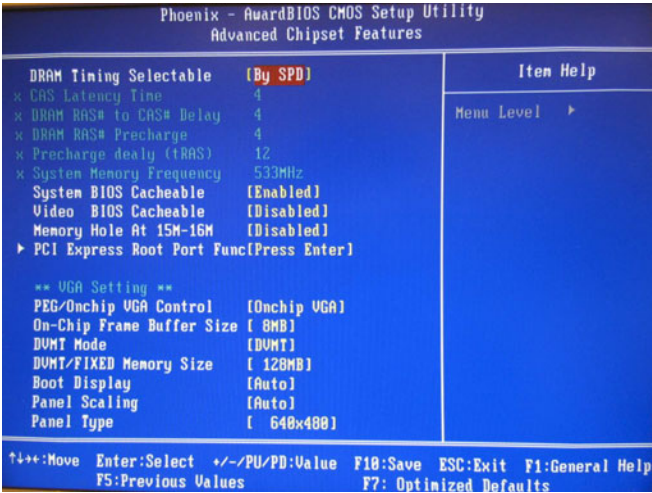 Phoenix - AwardBIOS CMOS Setup Utility
Advanced Chipset Features
DRAM Timing Selectable [By SPD]
x CAS Latency Time 4
x DRAM RAS# to CAS# Delay 4
x DRAM RAS# Precharge 4
x Precharge dealy (tRAS) 12
x System Memory Frequency 533MHz
System BIOS Cacheable [Enabled]
Video BIOS Cacheable [Disabled]
Memory Hole At 15M-16M [Disabled]
▶ PCI Express Root Port Func[Press Enter]
** VGA Setting **
PEG/Onchip VGA Control [Onchip VGA]
On-Chip Frame Buffer Size [ 8MB]
DVMT Mode [DVMT]
DVMT/FIXED Memory Size [ 128MB]
Boot Display [Auto]
Panel Scaling [Auto]
Panel Type [ 640x480]
Item Help
Menu Level ▶
↑↓→←:Move Enter:Select +/-/PU/PD:Value F10:Save ESC:Exit F1:General Help
F5:Previous Values F7: Optimized Defaults